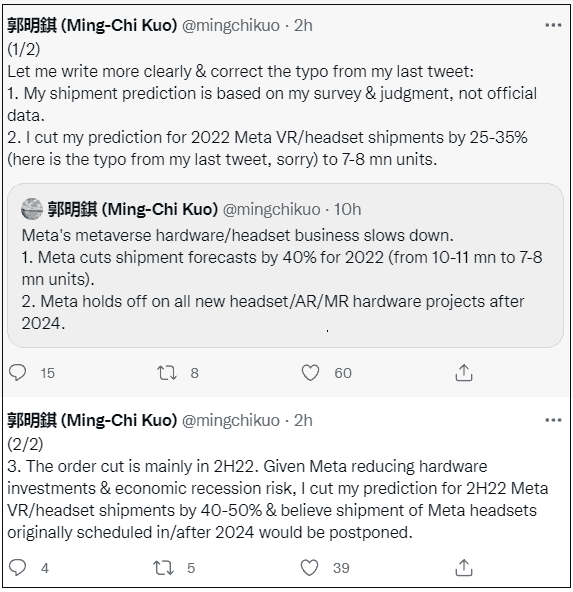 郭明錤 (Ming-Chi Kuo) @mingchikuo · 2h
(1/2)
Let me write more clearly & correct the typo from my last tweet:
1. My shipment prediction is based on my survey & judgment, not official
data.
2. I cut my prediction for 2022 Meta VR/headset shipments by 25-35%
(here is the typo from my last tweet, sorry) to 7-8 mn units.
郭明錤 (Ming-Chi Kuo) @mingchikuo · 10h
Meta's metaverse hardware/headset business slows down.
1. Meta cuts shipment forecasts by 40% for 2022 (from 10-11 mn to 7-8
mn units).
2. Meta holds off on all new headset/AR/MR hardware projects after
2024.
15 8 60
郭明錤 (Ming-Chi Kuo) @mingchikuo · 2h
(2/2)
3. The order cut is mainly in 2H22. Given Meta reducing hardware
investments & economic recession risk, I cut my prediction for 2H22 Meta
VR/headset shipments by 40-50% & believe shipment of Meta headsets
originally scheduled in/after 2024 would be postponed.
4 5 39